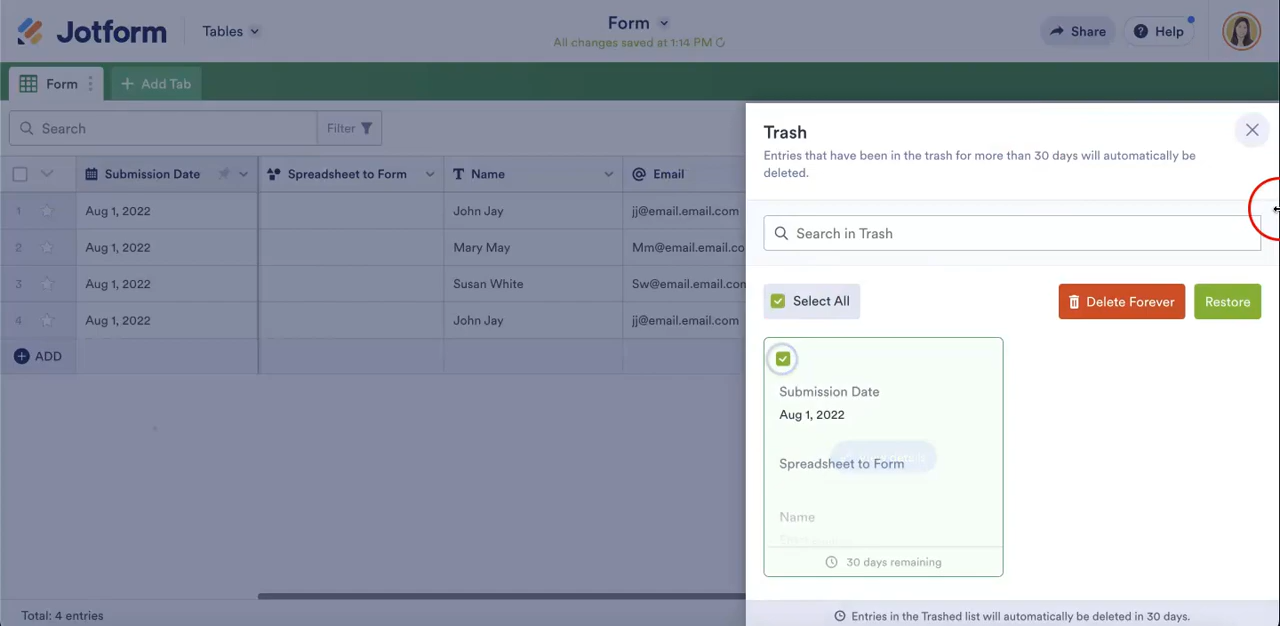 Jotform
Tables
Form
All changes saved at 1:14 PM
Share
Help
Form
Add Tab
Search
Filter
Submission Date
Spreadsheet to Form
Name
Email
1 Aug 1, 2022 John Jay jj@email.email.com
2 Aug 1, 2022 Mary May Mm@email.email.co
3 Aug 1, 2022 Susan White Sw@email.email.com
4 Aug 1, 2022 John Jay jj@email.email.com
ADD
Total: 4 entries
Trash
Entries that have been in the trash for more than 30 days will automatically be
deleted.
Search in Trash
Select All
Delete Forever
Restore
Submission Date
Aug 1, 2022
Spreadsheet to Form
Name
30 days remaining
Entries in the Trashed list will automatically be deleted in 30 days.